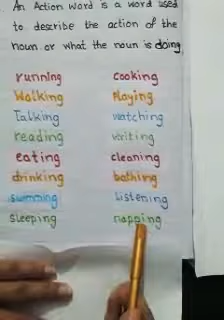 An Action word is a word used
to describe the action of the
noun or what the noun is doing
running cooking
Walking Playing
Talking watching
reading writing
eating cleaning
drinking bathing
swimming Listening
sleeping napping